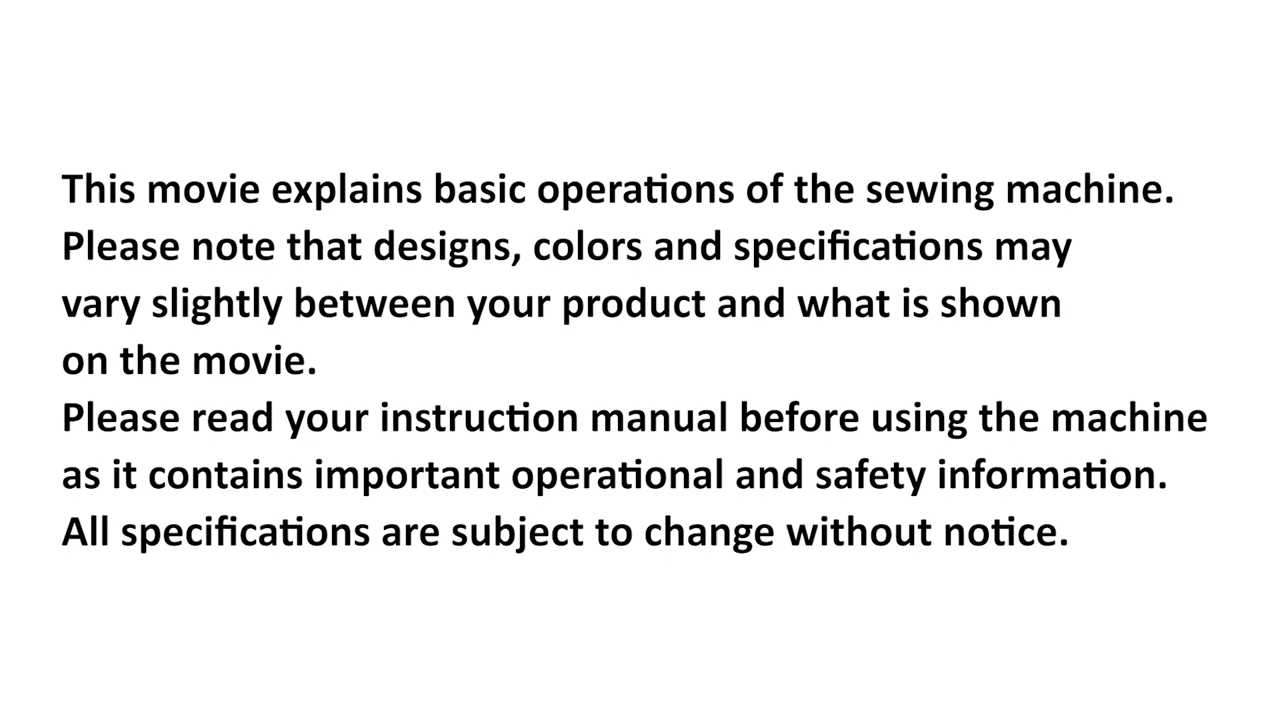 This movie explains basic operations of the sewing machine.
Please note that designs, colors and specifications may
vary slightly between your product and what is shown
on the movie.
Please read your instruction manual before using the machine
as it contains important operational and safety information.
All specifications are subject to change without notice.